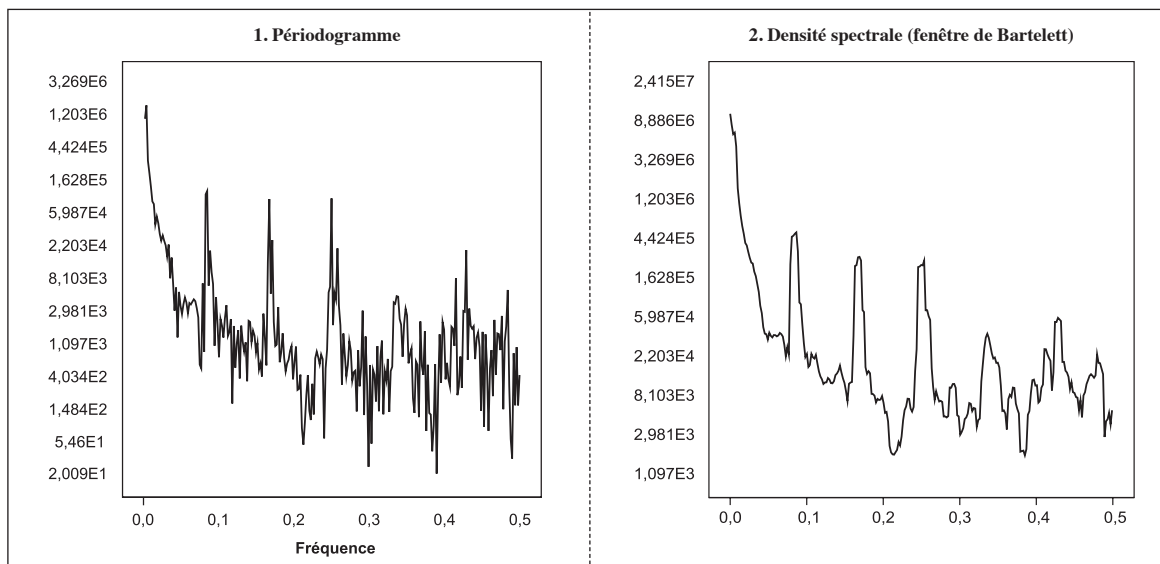 1. Périodogramme
3,269E6
1,203E6
4,424E5
1,628E5
5,987E4
2,203E4
8,103E3
2,981E3
1,097E3
4,034E2
1,484E2
5,46E1
2,009E1
0,0 0,1 0,2 0,3 0,4 0,5
Fréquence
2. Densité spectrale (fenêtre de Bartelett)
2,415E7
8,886E6
3,269E6
1,203E6
4,424E5
1,628E5
5,987E4
2,203E4
8,103E3
2,981E3
1,097E3
0,0 0,1 0,2 0,3 0,4 0,5